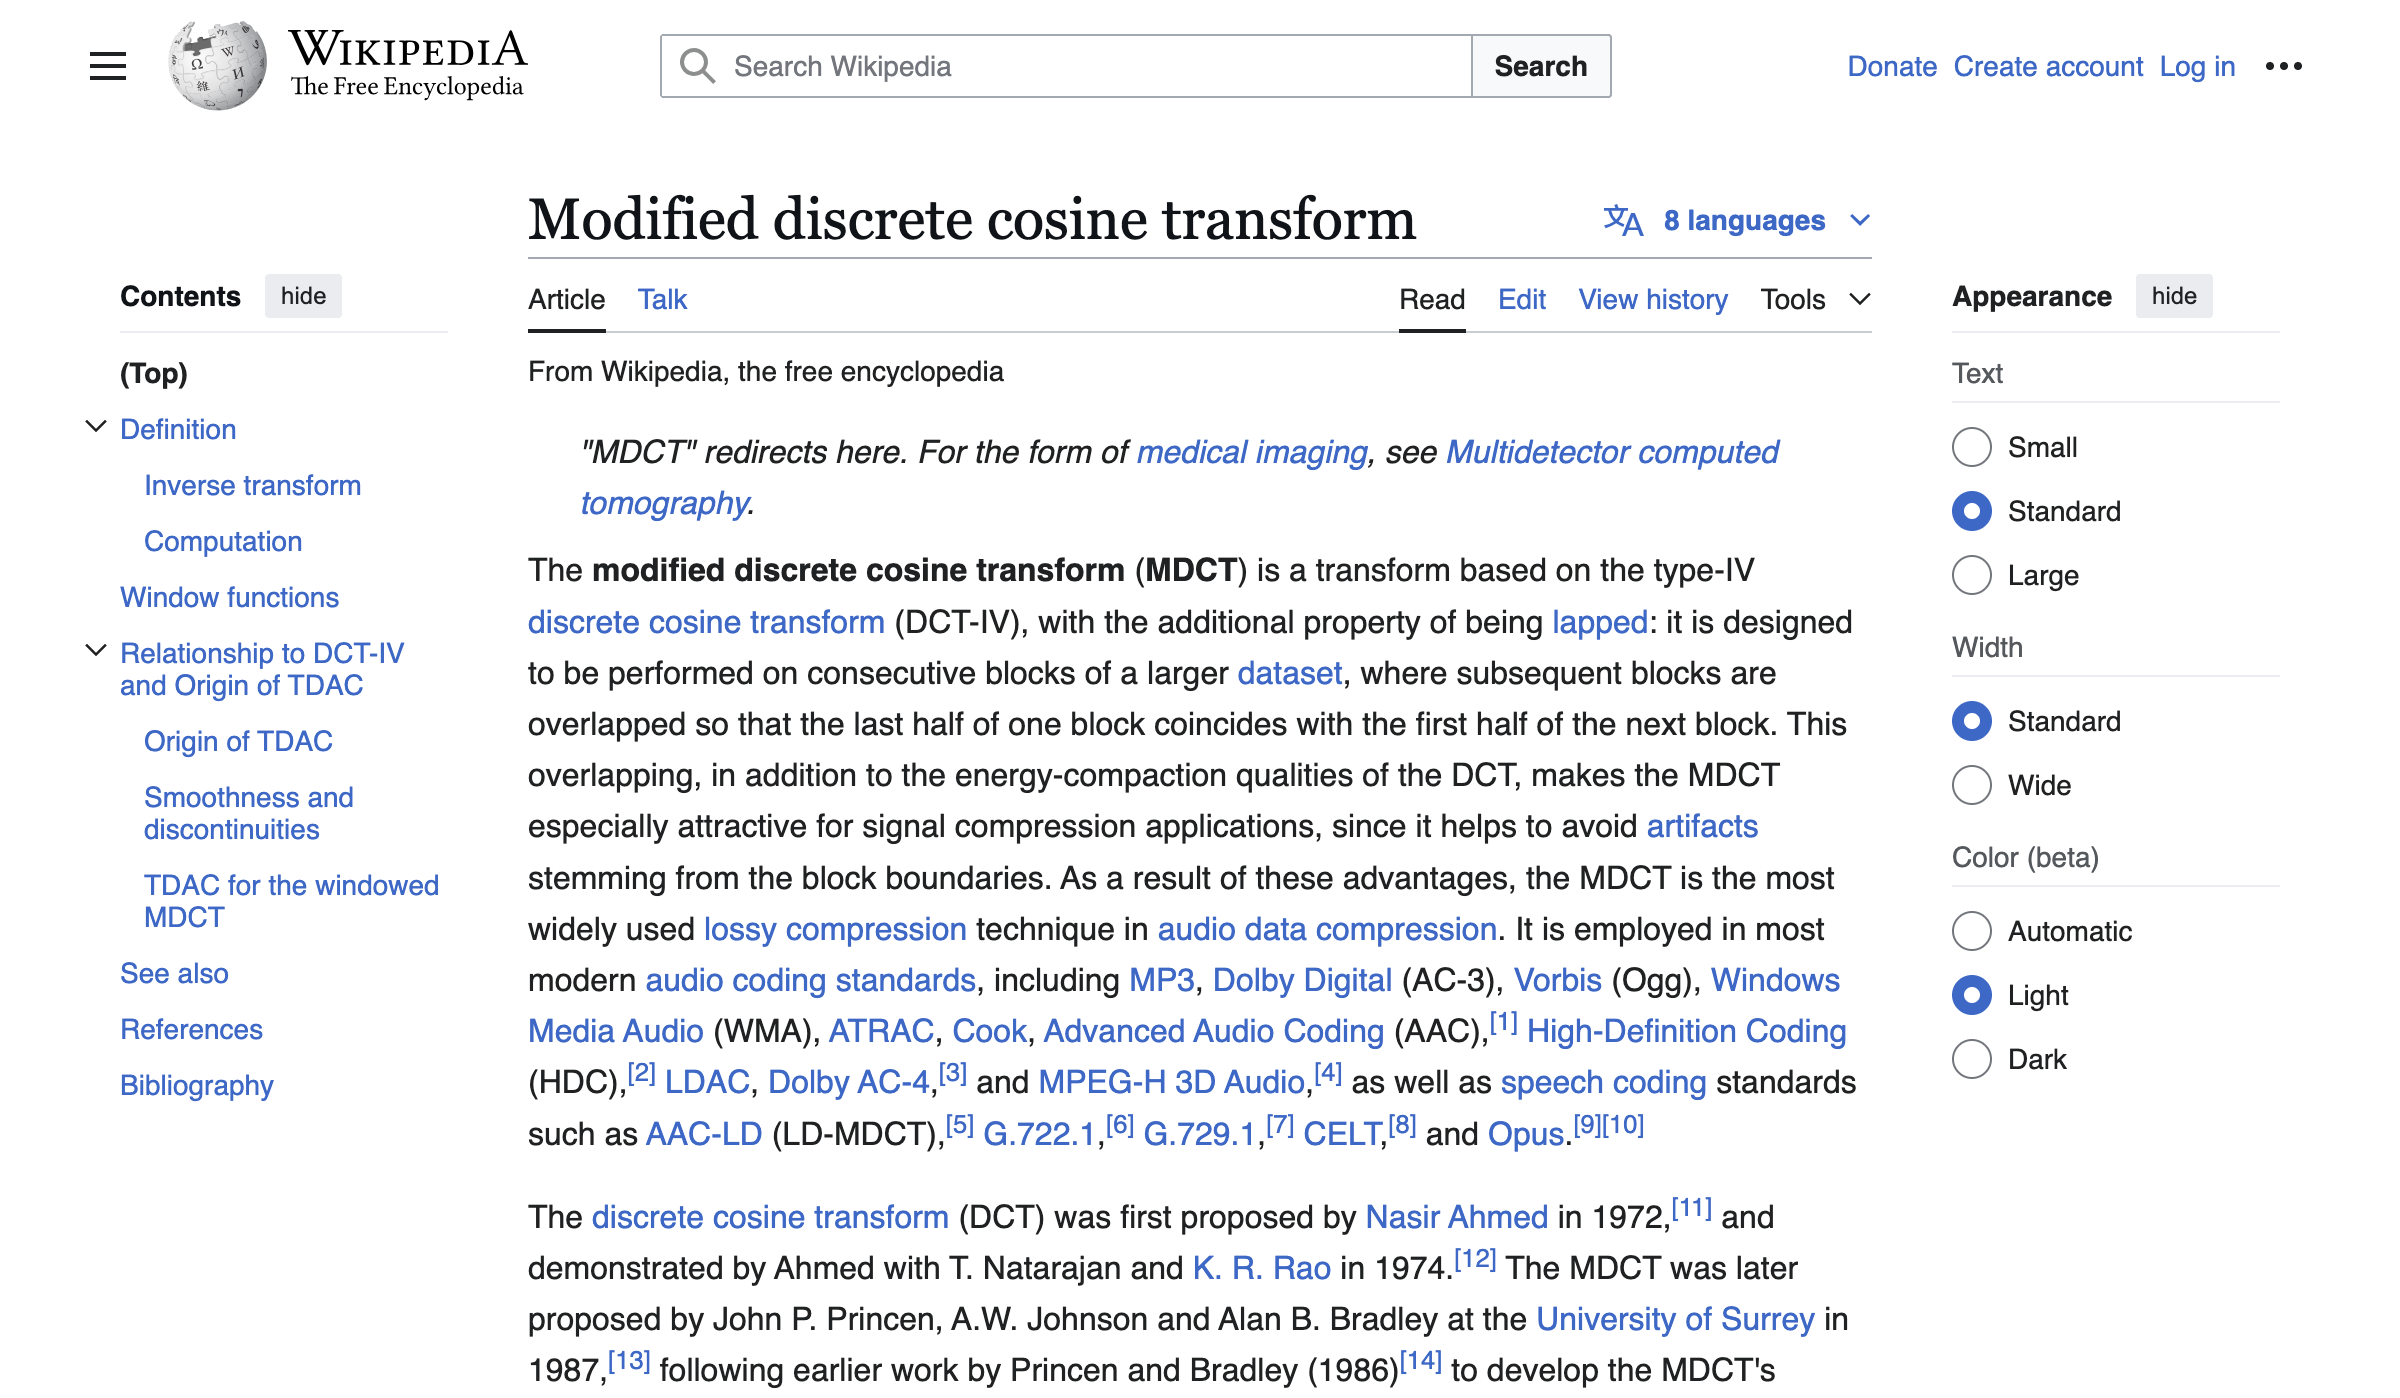 WIKIPEDIA
The Free Encyclopedia
Search Wikipedia
Search
Donate Create account Log in
Modified discrete cosine transform
8 languages
Contents hide
(Top)
Definition
Inverse transform
Computation
Window functions
Relationship to DCT-IV
and Origin of TDAC
Origin of TDAC
Smoothness and
discontinuities
TDAC for the windowed
MDCT
See also
References
Bibliography
Article Talk Read Edit View history Tools
From Wikipedia, the free encyclopedia
"MDCT" redirects here. For the form of medical imaging, see Multidetector computed
tomography.
The modified discrete cosine transform (MDCT) is a transform based on the type-IV
discrete cosine transform (DCT-IV), with the additional property of being lapped: it is designed
to be performed on consecutive blocks of a larger dataset, where subsequent blocks are
overlapped so that the last half of one block coincides with the first half of the next block. This
overlapping, in addition to the energy-compaction qualities of the DCT, makes the MDCT
especially attractive for signal compression applications, since it helps to avoid artifacts
stemming from the block boundaries. As a result of these advantages, the MDCT is the most
widely used lossy compression technique in audio data compression. It is employed in most
modern audio coding standards, including MP3, Dolby Digital (AC-3), Vorbis (Ogg), Windows
Media Audio (WMA), ATRAC, Cook, Advanced Audio Coding (AAC),[1] High-Definition Coding
(HDC),[2] LDAC, Dolby AC-4,[3] and MPEG-H 3D Audio,[4] as well as speech coding standards
such as AAC-LD (LD-MDCT),[5] G.722.1,[6] G.729.1,[7] CELT,[8] and Opus.[9][10]
The discrete cosine transform (DCT) was first proposed by Nasir Ahmed in 1972,[11] and
demonstrated by Ahmed with T. Natarajan and K. R. Rao in 1974.[12] The MDCT was later
proposed by John P. Princen, A.W. Johnson and Alan B. Bradley at the University of Surrey in
1987,[13] following earlier work by Princen and Bradley (1986)[14] to develop the MDCT's
Appearance hide
Text
Small
Standard
Large
Width
Standard
Wide
Color (beta)
Automatic
Light
Dark